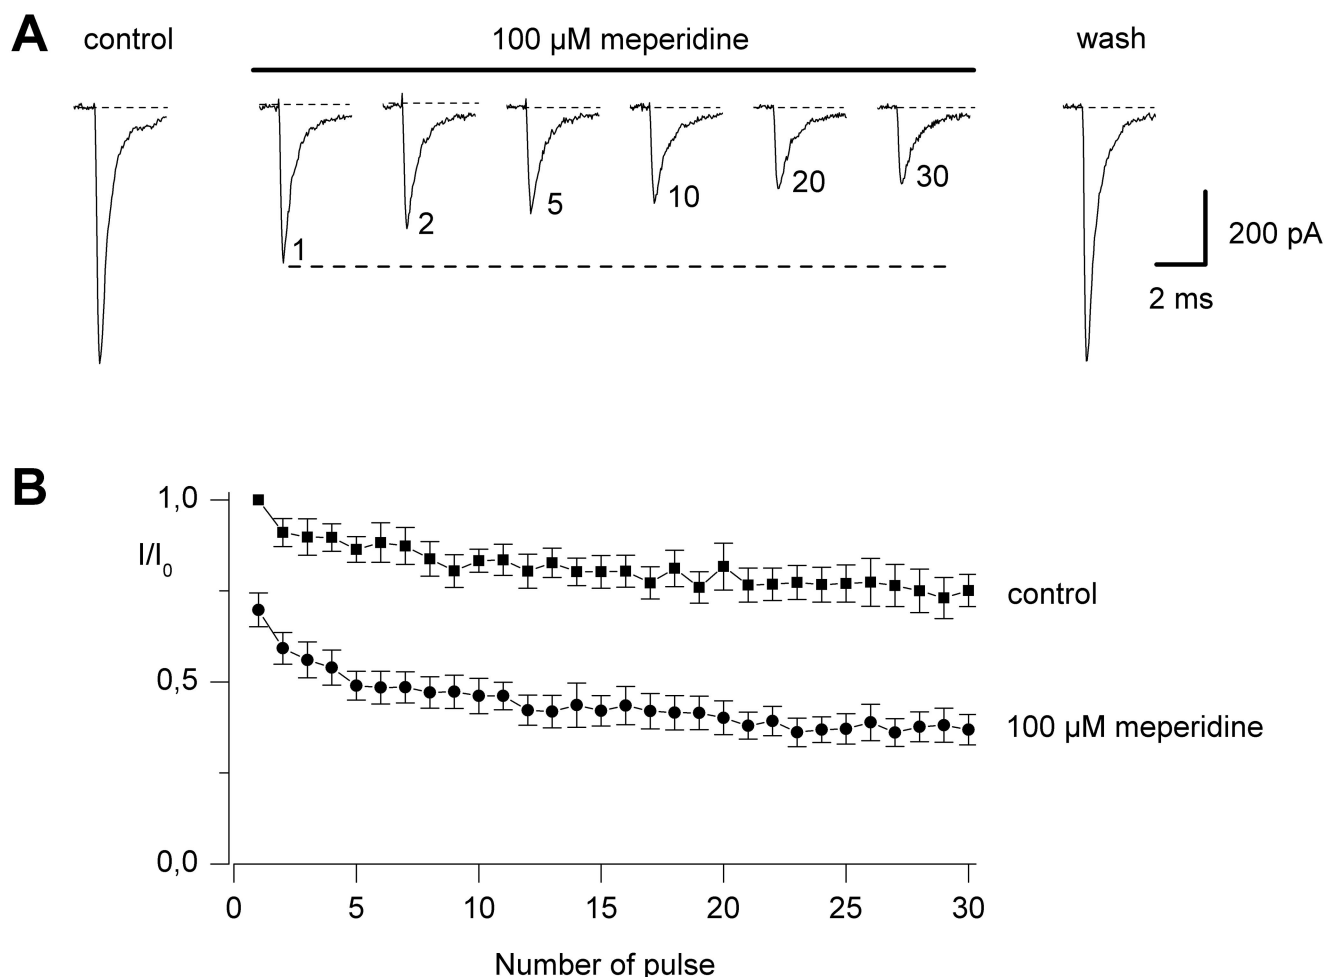 A
control
100 µM meperidine
wash
1
2
5
10
20
30
200 pA
2 ms
B
1,0
I/I0
control
0,5
100 µM meperidine
0,0
0 5 10 15 20 25 30
Number of pulse